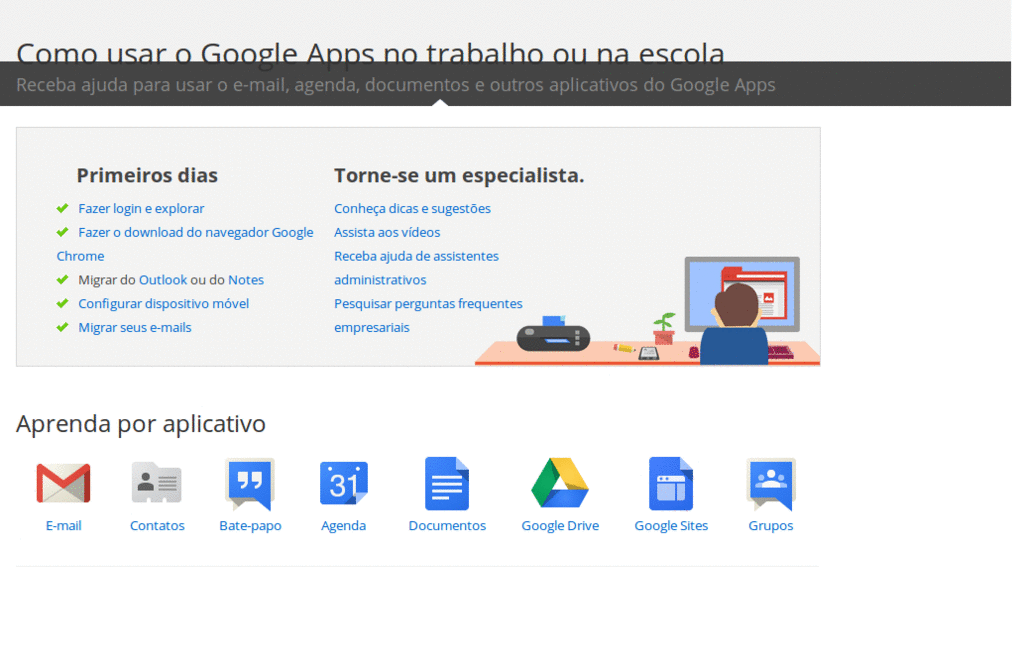 Como usar o Google Apps no trabalho ou na escola
Receba ajuda para usar o e-mail, agenda, documentos e outros aplicativos do Google Apps
Primeiros dias
Fazer login e explorar
Fazer o download do navegador Google
Chrome
Migrar do Outlook ou do Notes
Configurar dispositivo móvel
Migrar seus e-mails
Torne-se um especialista.
Conheça dicas e sugestões
Assista aos vídeos
Receba ajuda de assistentes
administrativos
Pesquisar perguntas frequentes
empresariais
Aprenda por aplicativo
31
E-mail
Contatos
Bate-papo
Agenda
Documentos
Google Drive
Google Sites
Grupos